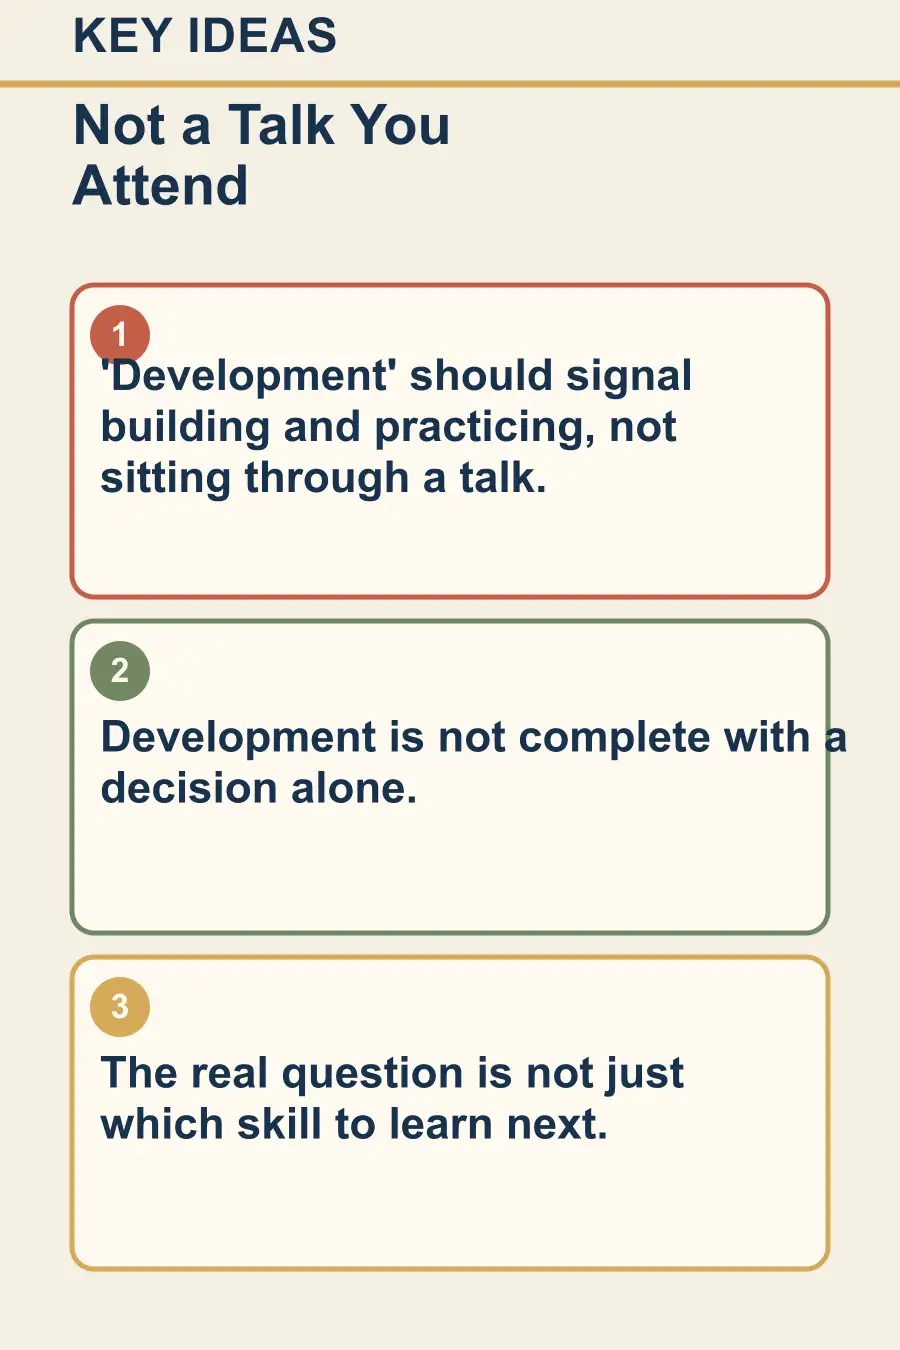 KEY IDEAS
Not a Talk You
Attend
1
'Development' should signal
building and practicing, not
sitting through a talk.
2
Development is not complete with a
decision alone.
3
The real question is not just
which skill to learn next.